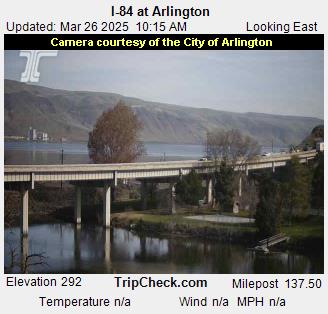 I-84 at Arlington
Updated: Mar 26 2025 10:15 AM Looking East
Camera courtesy of the City of Arlington
Elevation 292 TripCheck.com Milepost 137.50
Temperature n/a Wind n/a MPH n/a